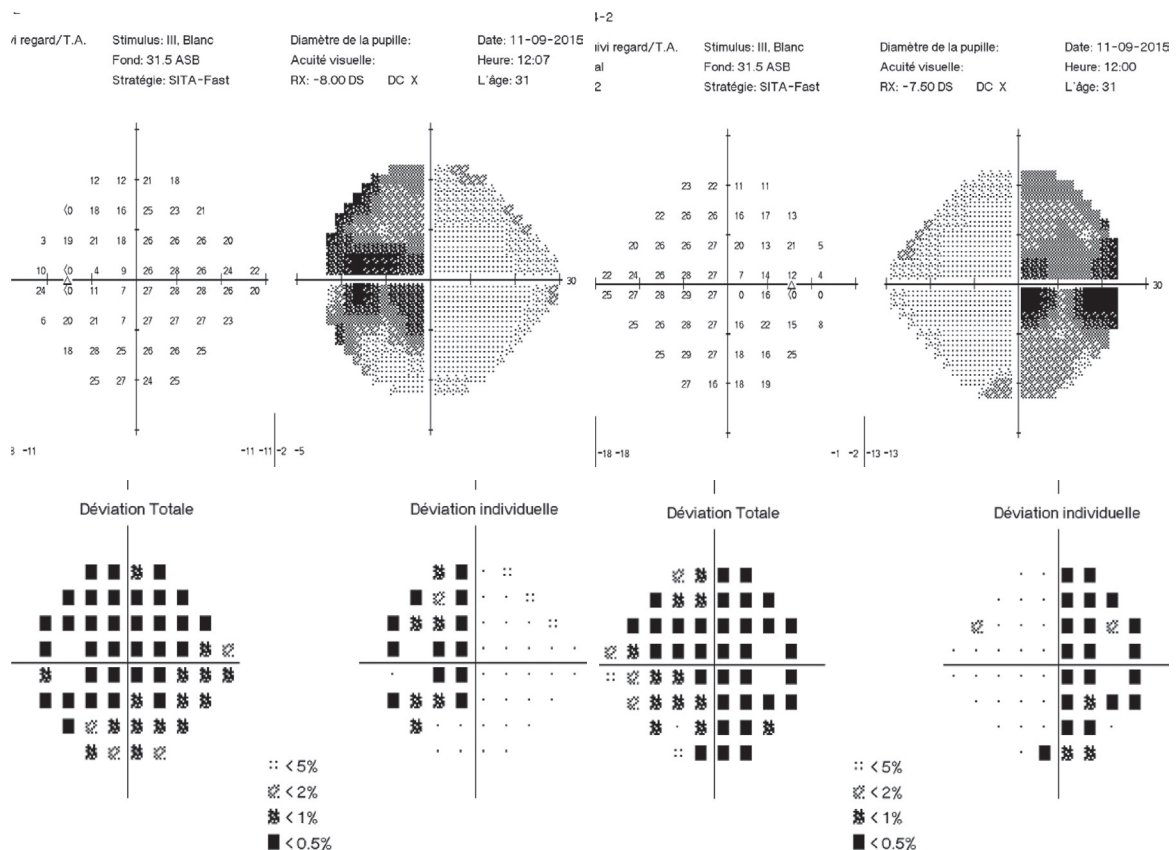 4-2
vi regard/T.A.
Stimulus: III, Blanc
Fond: 31.5 ASB
Stratégie: SITA-Fast
Diamètre de la pupille:
Acuité visuelle:
RX: -8.00 DS DC X
Date: 11-09-2015
Heure: 12:07
L'âge: 31
ivi regard/T.A.
al
2
Stimulus: III, Blanc
Fond: 31.5 ASB
Stratégie: SITA-Fast
Diamètre de la pupille:
Acuité visuelle:
RX: -7.50 DS DC X
Date: 11-09-2015
Heure: 12:00
L'âge: 31
12 12 21 18
<0 18 16 25 23 21
3 19 21 18 26 26 26 20
10 <0 4 9 26 28 26 24 22
24 <0 11 7 27 28 28 26 20
6 20 21 7 27 27 27 23
18 28 25 26 26 25
25 27 24 25
30
23 22 11 11
22 26 26 16 17 13
20 26 26 27 20 13 21 5
22 24 26 28 27 7 14 12 4
25 27 28 29 27 0 16 <0 0
25 26 28 27 16 22 15 8
25 29 27 18 16 25
27 16 18 19
30
-11
-11 -11 -2 -5
-18 -18
-1 -2 -13 -13
Déviation Totale
Déviation individuelle
< 5%
< 2%
< 1%
< 0.5%
Déviation Totale
Déviation individuelle
< 5%
< 2%
< 1%
< 0.5%